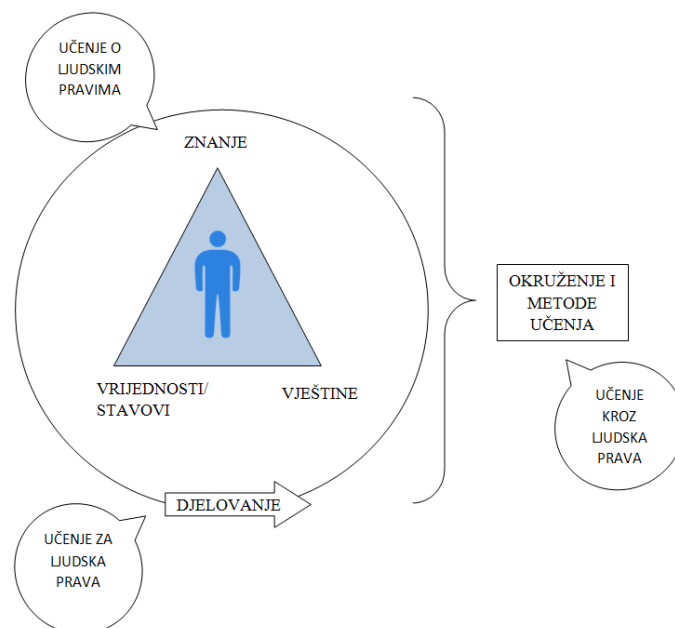 UČENJE O
LJUDSKIM
PRAVIMA
ZNANJE
OKRUŽENJE I
METODE
UČENJA
VRIJEDNOSTI/
STAVOVI
VJEŠTINE
UČENJE
KROZ
LJUDSKA
PRAVA
DJELOVANJE
UČENJE ZA
LJUDSKA
PRAVA